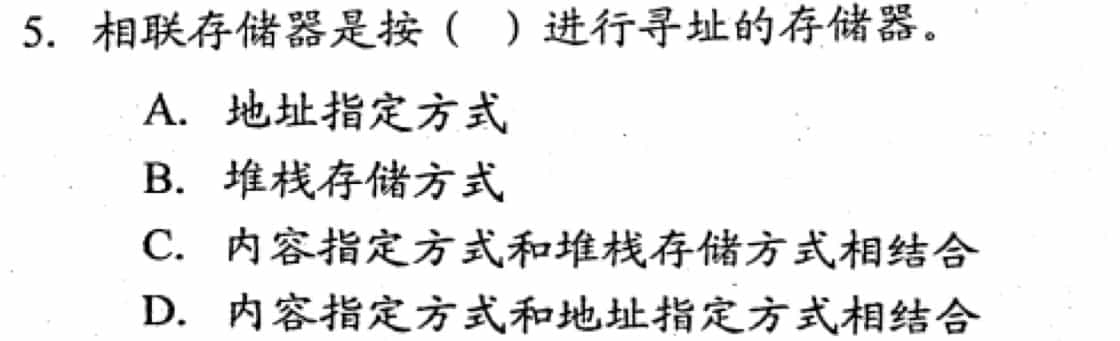 5. 相联存储器是按（ ）进行寻址的存储器。
A. 地址指定方式
B. 堆栈存储方式
C. 内容指定方式和堆栈存储方式相结合
D. 内容指定方式和地址指定方式相结合